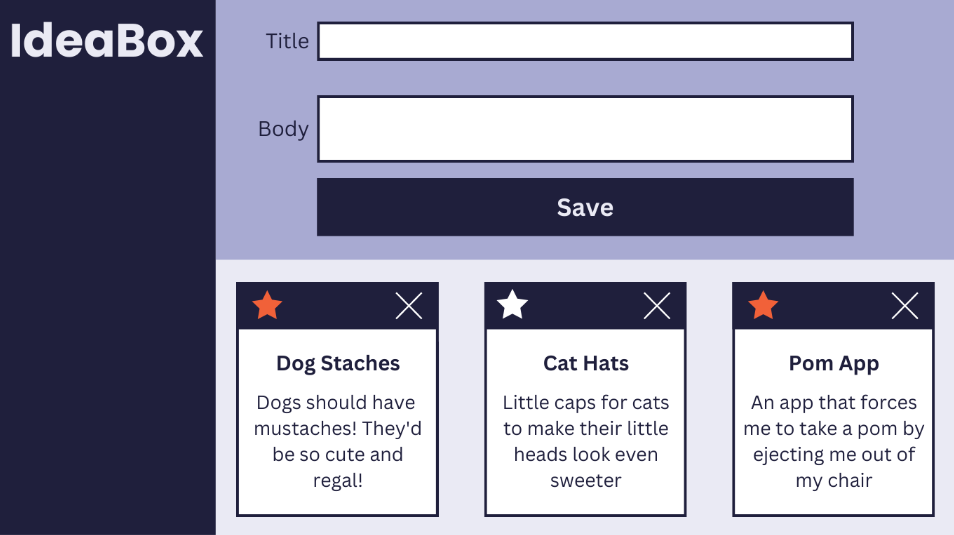 IdeaBox
Title
Body
Save
Dog Staches
Dogs should have
mustaches! They'd
be so cute and
regal!
Cat Hats
Little caps for cats
to make their little
heads look even
sweeter
Pom App
An app that forces
me to take a pom by
ejecting me out of
my chair